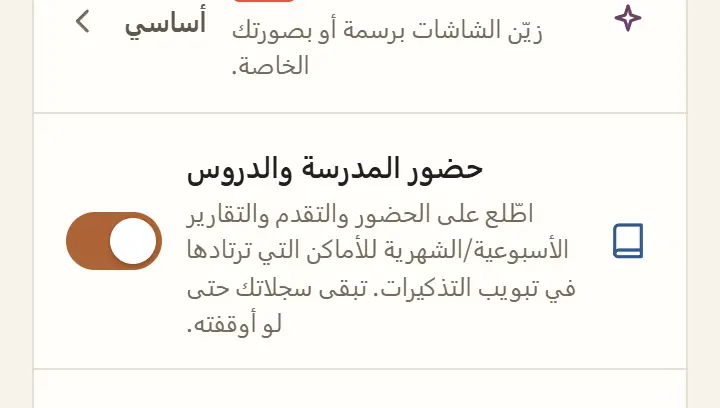 زيّن الشاشات برسمة أو بصورتك
الخاصة.
أساسي
حضور المدرسة والدروس
اطّلع على الحضور والتقدم والتقارير
الأسبوعية/الشهرية للأماكن التي ترتادها
في تبويب التذكيرات. تبقى سجلاتك حتى
لو أوقفته.